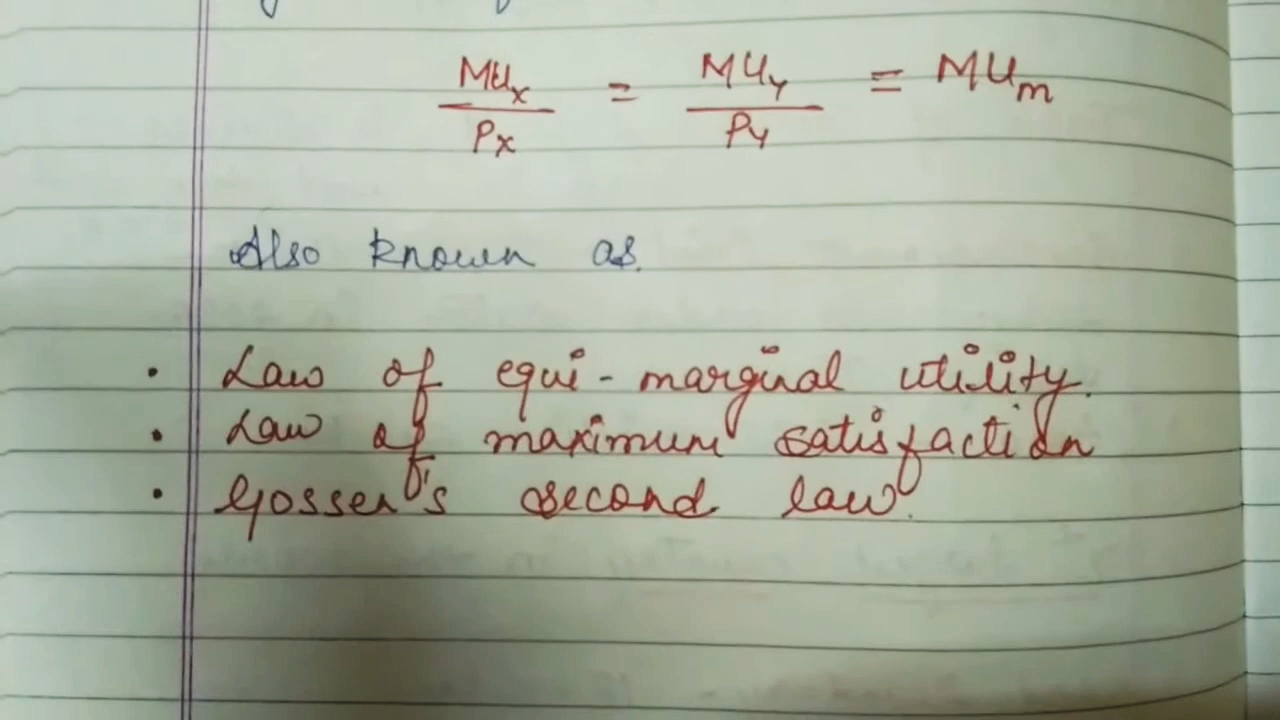 MUx / Px = MUy / Py = MUm
Also known as
• Law of equi-marginal utility.
• Law of maximum satisfaction
• Gossen's second law.